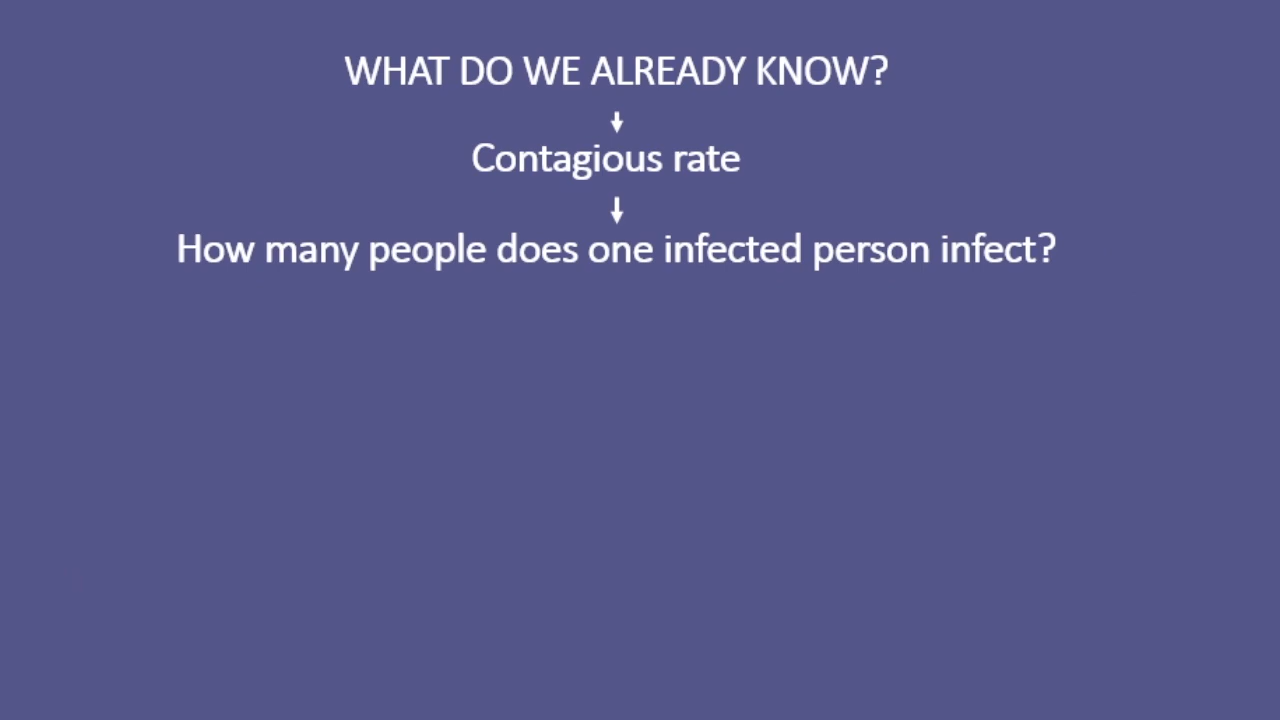 WHAT DO WE ALREADY KNOW?
Contagious rate
How many people does one infected person infect?